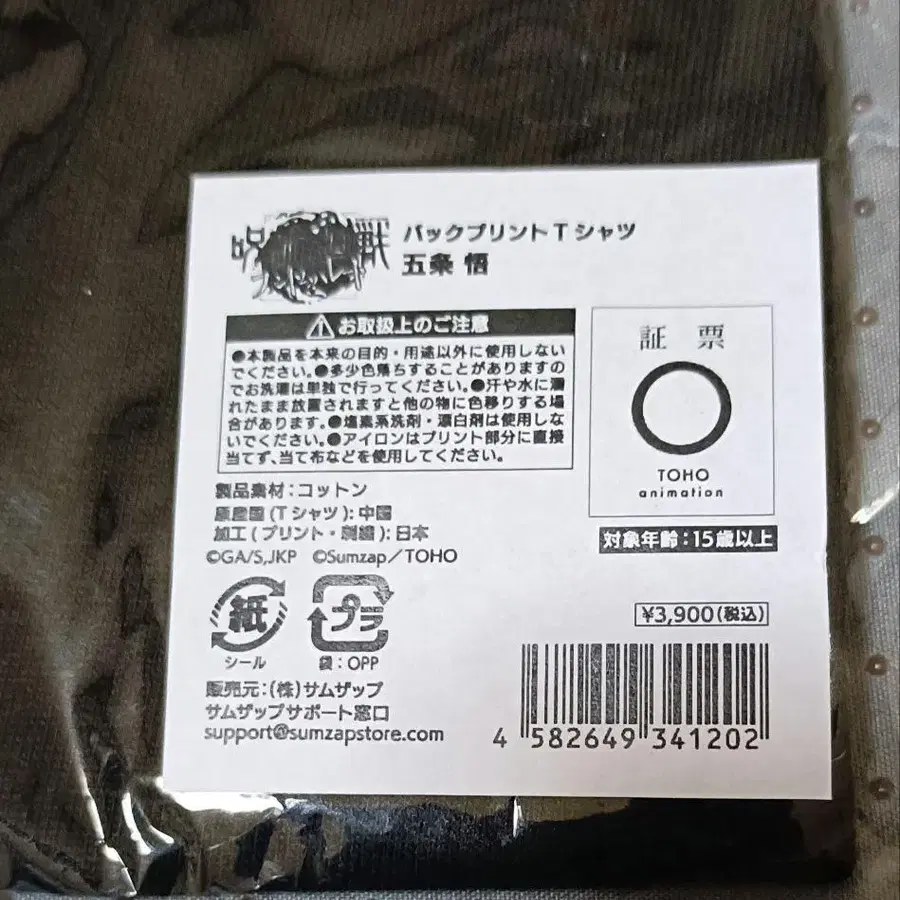 呪術廻戦
バックプリントTシャツ
五条 悟
お取扱上のご注意
●本製品を本来の目的・用途以外に使用しない
でください。●多少色落ちすることがありますの
でお洗濯は単独で行ってください。●汗や水に濡
れたまま放置されますと他の物に色移りする場
合があります。●塩素系洗剤・漂白剤は使用しな
いでください。●アイロンはプリント部分に直接
当てず、当て布などを使用してください。
証 票
TOHO
animation
製品素材:コットン
原産国(Tシャツ):中国
加工(プリント・刺繍):日本
©GA/S,JKP ©Sumzap/TOHO
対象年齢:15歳以上
紙
シール
プラ
袋:OPP
¥3,900(税込)
販売元:(株)サムザップ
サムザップサポート窓口
support@sumzapstore.com
4 582649 341202